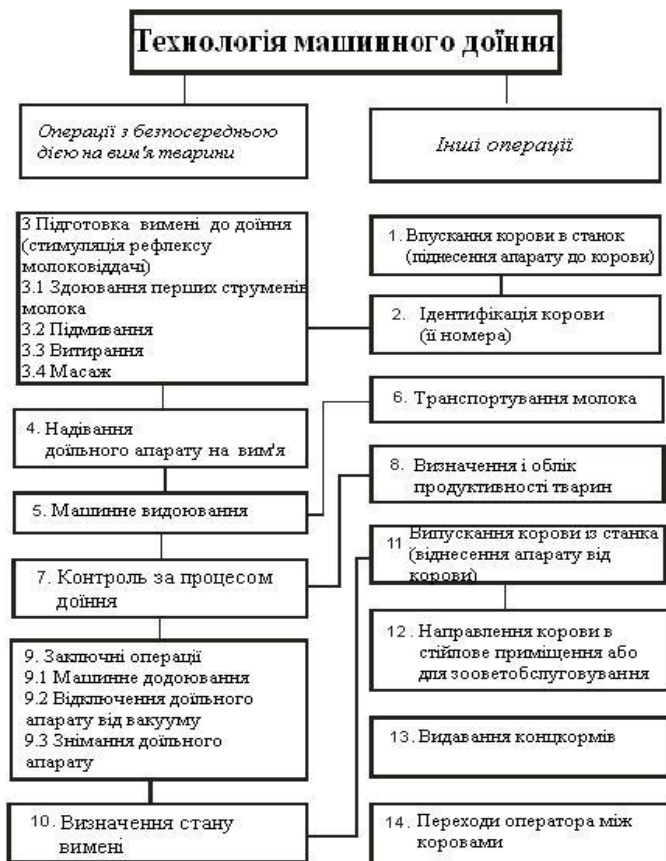 Технологія машинного доїння
Операції з безпосередньою
дією на вим'я тварини
Інші операції
3 Підготовка вимені до доїння
(стимуляція рефлексу
молоковіддачі)
3.1 Здоювання перших струменів
молока
3.2 Підмивання
3.3 Витирання
3.4 Масаж
4. Надівання
доїльного апарату на вим'я
5. Машинне видоювання
7. Контроль за процесом
доїння
9. Заключні операції
9.1 Машинне додоювання
9.2 Відключення доїльного
апарату від вакууму
9.3 Знімання доїльного
апарату
10. Визначення стану
вимені
1. Впускання корови в станок
(піднесення апарату до корови)
2. Ідентифікація корови
(її номера)
6. Транспортування молока
8. Визначення і облік
продуктивності тварин
11 Випускання корови із станка
(віднесення апарату від
корови)
12. Направлення корови в
стійлове приміщення або
для зооветобслуговування
13. Видавання концкормів
14. Переходи оператора між
коровами